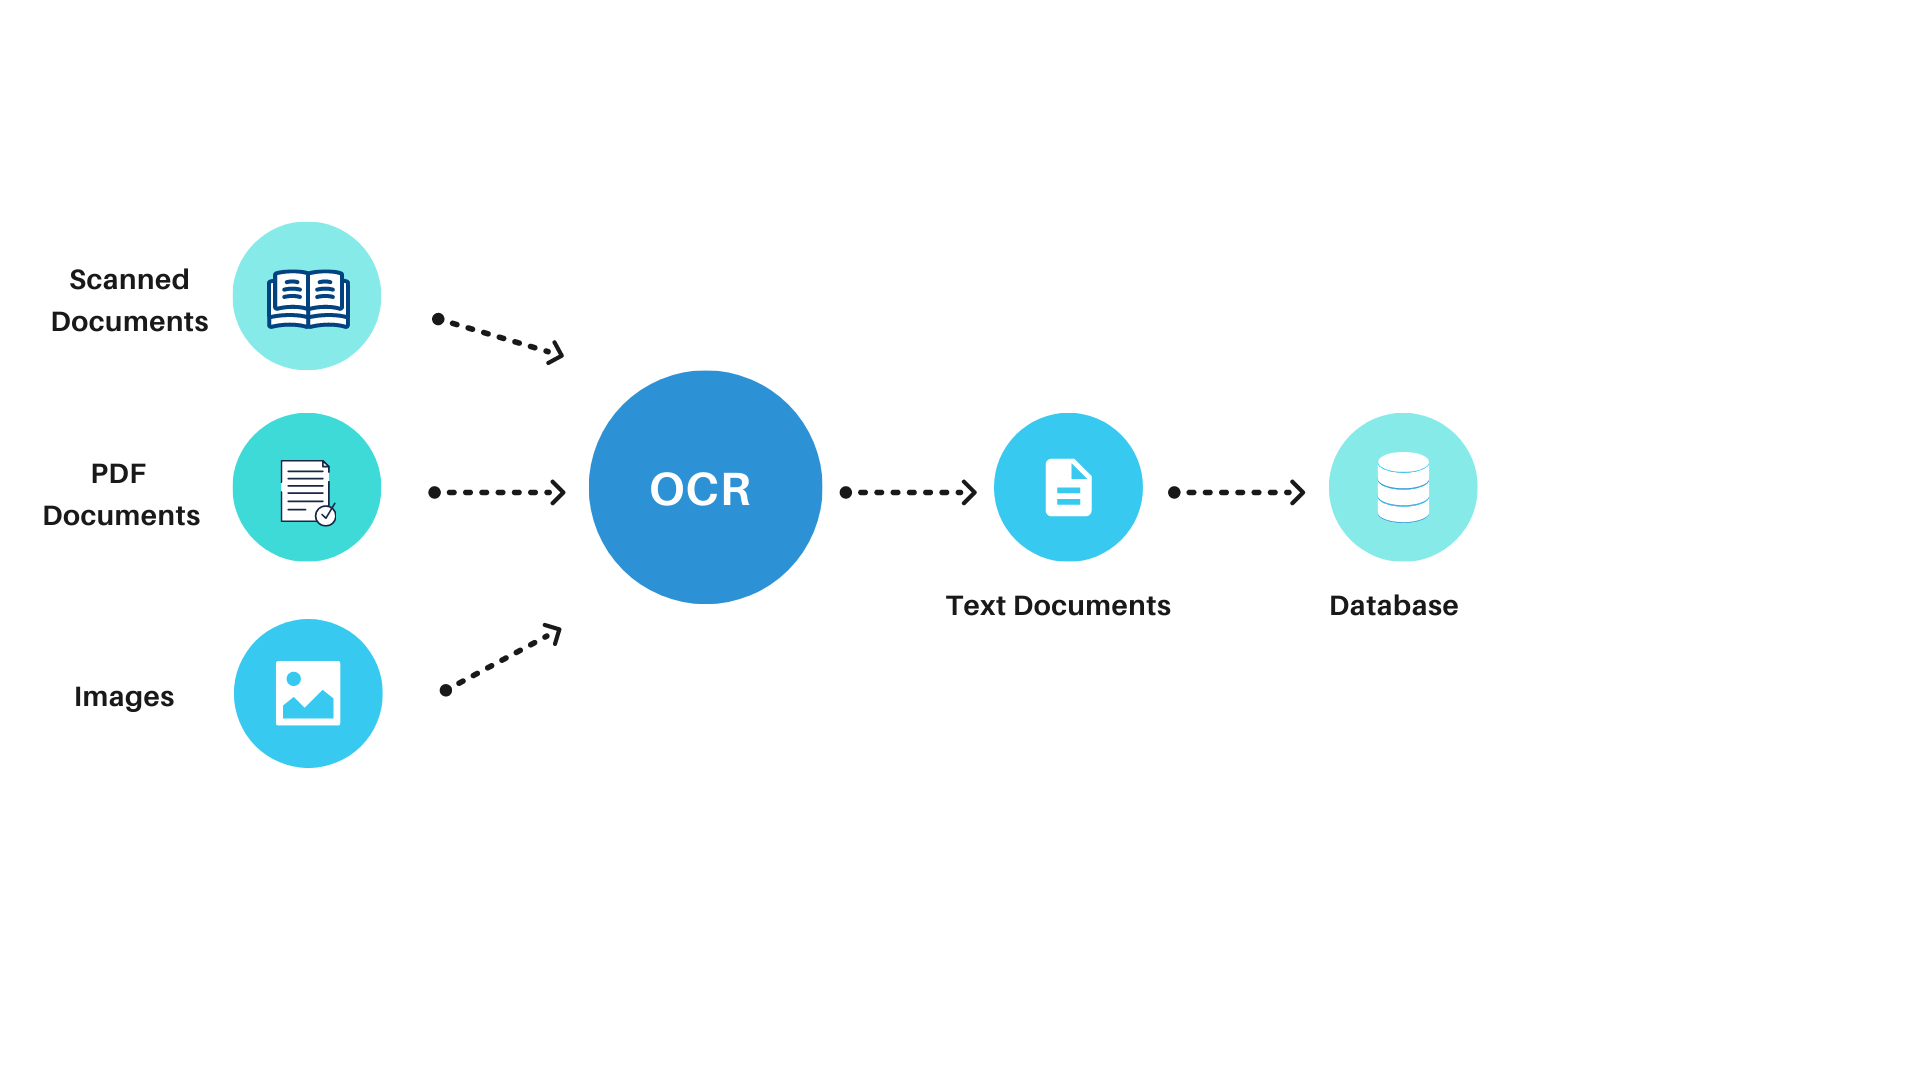 Scanned
Documents
PDF
Documents
Images
OCR
Text Documents
Database